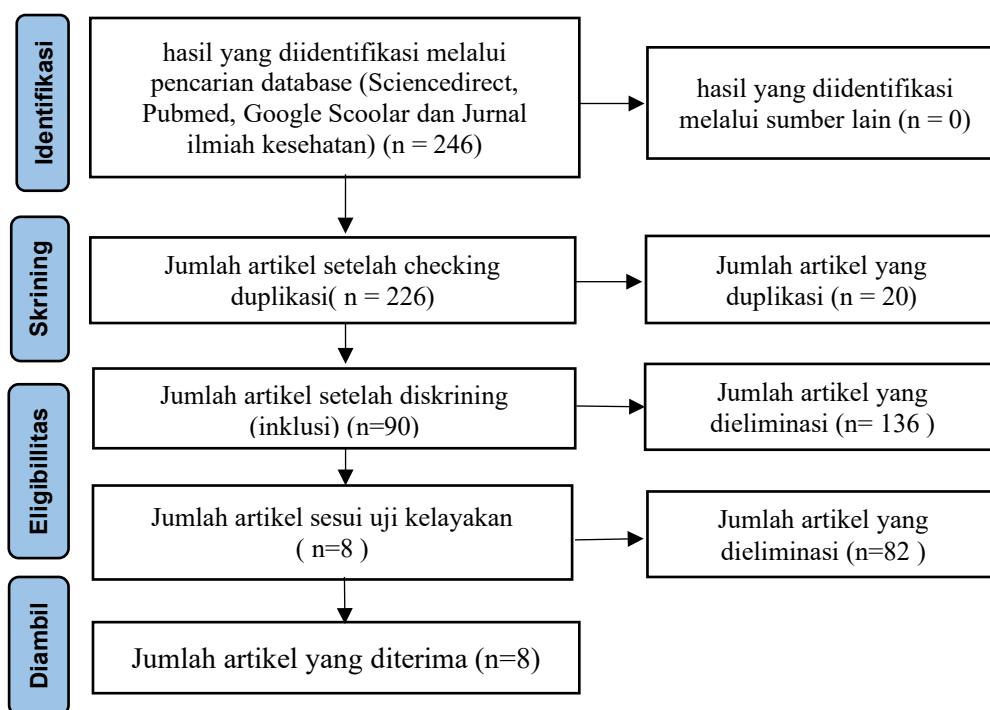 Identifikasi
hasil yang diidentifikasi melalui
pencarian database (Sciencedirect,
Pubmed, Google Scoolar dan Jurnal
ilmiah kesehatan) (n = 246)
hasil yang diidentifikasi
melalui sumber lain (n = 0)
Skrining
Jumlah artikel setelah checking
duplikasi( n = 226)
Jumlah artikel yang
duplikasi (n = 20)
Eligibillitas
Jumlah artikel setelah diskrining
(inklusi) (n=90)
Jumlah artikel yang
dieliminasi (n= 136 )
Jumlah artikel sesui uji kelayakan
( n=8 )
Jumlah artikel yang
dieliminasi (n=82 )
Diambil
Jumlah artikel yang diterima (n=8)